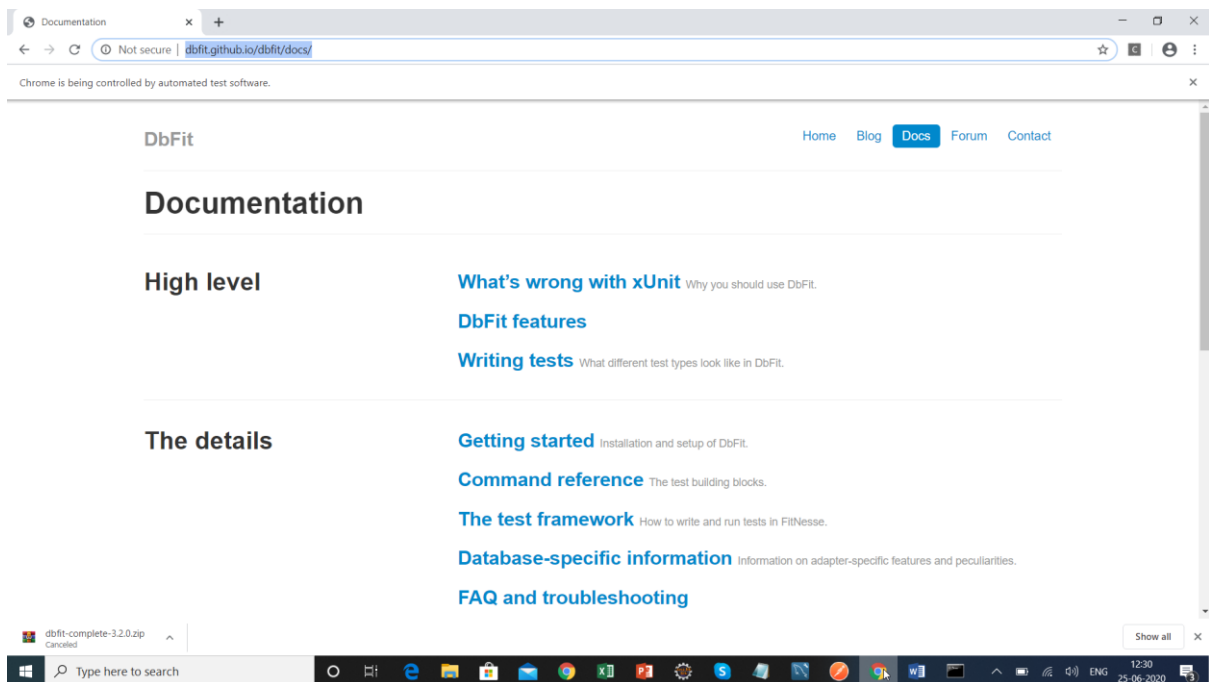 Documentation
Not secure | dbfit.github.io/dbfit/docs/
Chrome is being controlled by automated test software.
DbFit
Home Blog Docs Forum Contact
Documentation
High level
What's wrong with xUnit Why you should use DbFit.
DbFit features
Writing tests What different test types look like in DbFit.
The details
Getting started Installation and setup of DbFit.
Command reference The test building blocks.
The test framework How to write and run tests in FitNesse.
Database-specific information Information on adapter-specific features and peculiarities.
FAQ and troubleshooting
dbfit-complete-3.2.0.zip
Canceled
Show all
Type here to search
ENG
12:30
25-06-2020